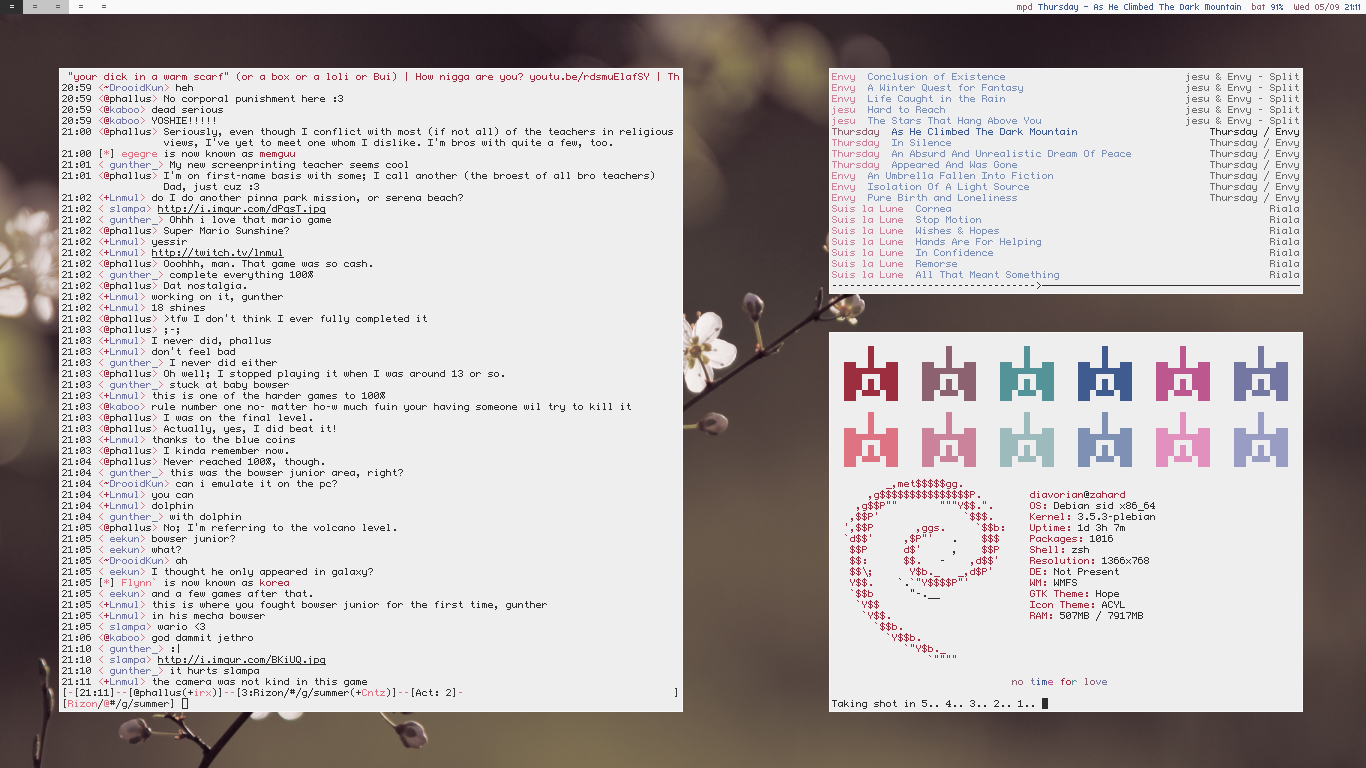 = = = = =
mpd Thursday - As He Climbed The Dark Mountain bat 91% Wed 05/09 21:11
"your dick in a warm scarf" (or a box or a loli or Bui) | How nigga are you? youtu.be/rdsmuElafSY | Th
20:59 <~DrooidKun> heh
20:59 <@phallus> No corporal punishment here :3
20:59 <@kaboo> dead serious
20:59 <@kaboo> YOSHIE!!!!!
21:00 <@phallus> Seriously, even though I conflict with most (if not all) of the teachers in religious
views, I've yet to meet one whom I dislike. I'm bros with quite a few, too.
21:00 [*] egegre is now known as memguu
21:01 < gunther_> My new screenprinting teacher seems cool
21:01 <@phallus> I'm on first-name basis with some; I call another (the broest of all bro teachers)
Dad, just cuz :3
21:02 <+Lnmul> do I do another pinna park mission, or serena beach?
21:02 < slampa> http://i.imgur.com/dPqsT.jpg
21:02 < gunther_> Ohhh i love that mario game
21:02 <@phallus> Super Mario Sunshine?
21:02 <+Lnmul> yessir
21:02 <+Lnmul> http://twitch.tv/lnmul
21:02 <@phallus> Ooohhh, man. That game was so cash.
21:02 < gunther_> complete everything 100%
21:02 <@phallus> Dat nostalgia.
21:02 <+Lnmul> working on it, gunther
21:02 <+Lnmul> 18 shines
21:02 <@phallus> >tfw I don't think I ever fully completed it
21:03 <@phallus> ;-;
21:03 <+Lnmul> I never did, phallus
21:03 <+Lnmul> don't feel bad
21:03 < gunther_> I never did either
21:03 <@phallus> Oh well; I stopped playing it when I was around 13 or so.
21:03 < gunther_> stuck at baby bowser
21:03 <+Lnmul> this is one of the harder games to 100%
21:03 <@kaboo> rule number one no- matter ho-w much fuin your having someone wil try to kill it
21:03 <@phallus> I was on the final level.
21:03 <@phallus> Actually, yes, I did beat it!
21:03 <+Lnmul> thanks to the blue coins
21:03 <@phallus> I kinda remember now.
21:04 <@phallus> Never reached 100%, though.
21:04 < gunther_> this was the bowser junior area, right?
21:04 <~DrooidKun> can i emulate it on the pc?
21:04 <+Lnmul> you can
21:04 <+Lnmul> dolphin
21:04 < gunther_> with dolphin
21:05 <@phallus> No; I'm referring to the volcano level.
21:05 < eekun> bowser junior?
21:05 < eekun> what?
21:05 <~DrooidKun> ah
21:05 < eekun> I thought he only appeared in galaxy?
21:05 [*] Flynn` is now known as korea
21:05 < eekun> and a few games after that.
21:05 <+Lnmul> this is where you fought bowser junior for the first time, gunther
21:05 <+Lnmul> in his mecha bowser
21:05 < slampa> wario <3
21:06 <@kaboo> god dammit jethro
21:10 < gunther_> :|
21:10 < slampa> http://i.imgur.com/BKiUQ.jpg
21:10 < gunther_> it hurts slampa
21:11 <+Lnmul> the camera was not kind in this game
[-[21:11]--[@phallus(+irx)]--[3:Rizon/#/g/summer(+Cntz)]--[Act: 2]- ]
[Rizon/@#/g/summer]
Envy Conclusion of Existence jesu & Envy - Split
Envy A Winter Quest for Fantasy jesu & Envy - Split
Envy Life Caught in the Rain jesu & Envy - Split
jesu Hard to Reach jesu & Envy - Split
jesu The Stars That Hang Above You jesu & Envy - Split
Thursday As He Climbed The Dark Mountain Thursday / Envy
Thursday In Silence Thursday / Envy
Thursday An Absurd And Unrealistic Dream Of Peace Thursday / Envy
Thursday Appeared And Was Gone Thursday / Envy
Envy An Umbrella Fallen Into Fiction Thursday / Envy
Envy Isolation Of A Light Source Thursday / Envy
Envy Pure Birth and Loneliness Thursday / Envy
Suis la Lune Cornea Riala
Suis la Lune Stop Motion Riala
Suis la Lune Wishes & Hopes Riala
Suis la Lune Hands Are For Helping Riala
Suis la Lune In Confidence Riala
Suis la Lune Remorse Riala
Suis la Lune All That Meant Something Riala
diavorian@zahard
OS: Debian sid x86_64
Kernel: 3.5.3-plebian
Uptime: 1d 3h 7m
Packages: 1016
Shell: zsh
Resolution: 1366x768
DE: Not Present
WM: WMFS
GTK Theme: Hope
Icon Theme: ACYL
RAM: 507MB / 7917MB
no time for love
Taking shot in 5.. 4.. 3.. 2.. 1..